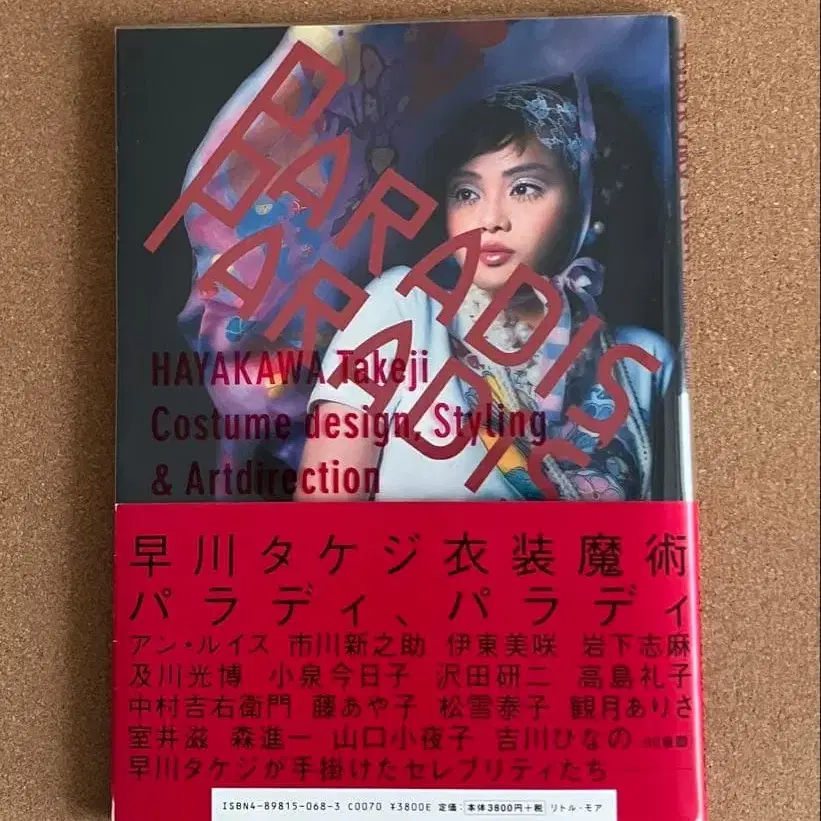 PARADIS
PARADIS
HAYAKAWA Takeji
Costume design, Styling
& Artdirection
早川タケジ衣装魔術
パラディ、パラディ
アン・ルイス 市川新之助 伊東美咲 岩下志麻
及川光博 小泉今日子 沢田研二 高島礼子
中村吉右衛門 藤あや子 松雪泰子 観月ありさ
室井滋 森進一 山口小夜子 吉川ひなの
早川タケジが手掛けたセレブリティたち
ISBN4-89815-068-3 C0070 ¥3800E 定価:本体3800円+税 リトル・モア